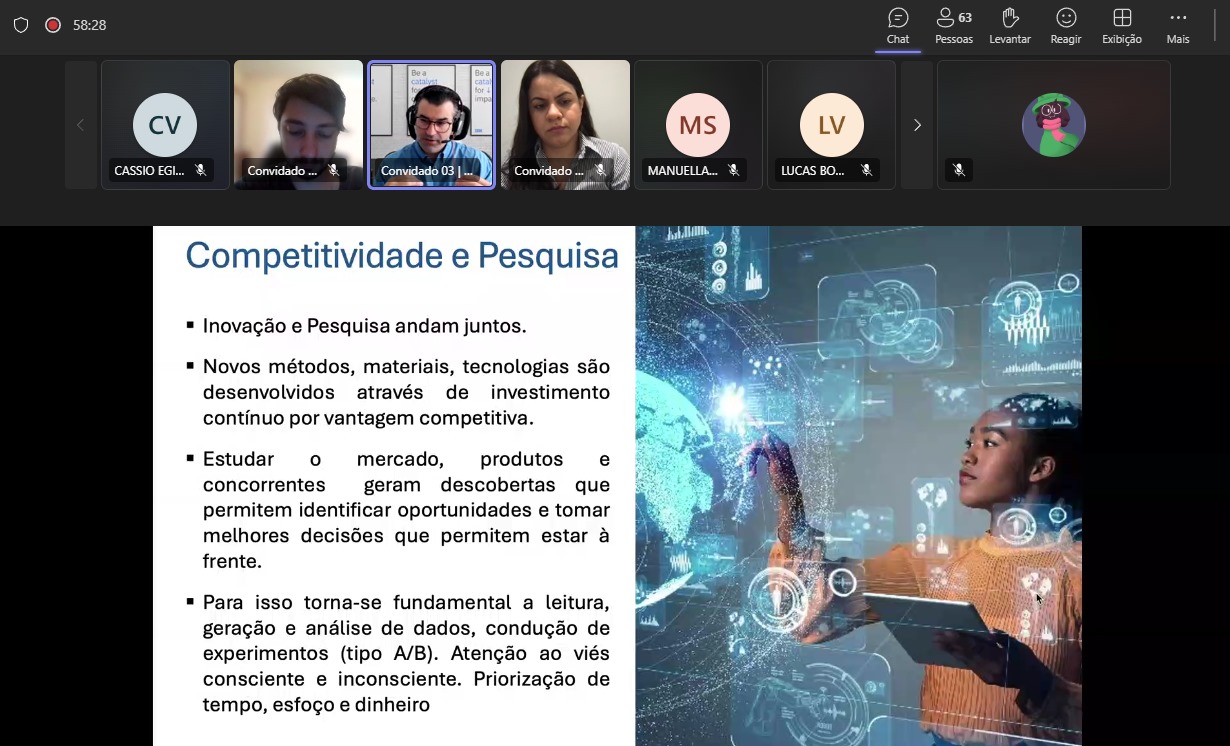 58:28
Chat
63
Pessoas
Levantar
Reagir
Exibição
Mais
CV
MS
LV
Be a
catalyst
for
Be a
CASSIO EGI...
Convidado ...
Convidado 03 | ...
Convidado ...
MANUELLA...
LUCAS BO...
Competitividade e Pesquisa
▪ Inovação e Pesquisa andam juntos.
▪ Novos métodos, materiais, tecnologias são
desenvolvidos através de investimento
contínuo por vantagem competitiva.
▪ Estudar o mercado, produtos e
concorrentes geram descobertas que
permitem identificar oportunidades e tomar
melhores decisões que permitem estar à
frente.
▪ Para isso torna-se fundamental a leitura,
geração e análise de dados, condução de
experimentos (tipo A/B). Atenção ao viés
consciente e inconsciente. Priorização de
tempo, esfoço e dinheiro